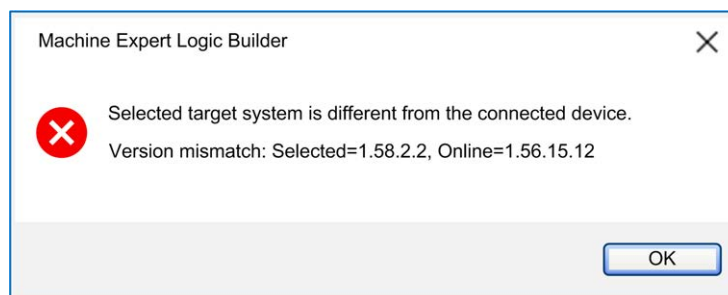 Machine Expert Logic Builder
Selected target system is different from the connected device.
Version mismatch: Selected=1.58.2.2, Online=1.56.15.12
OK